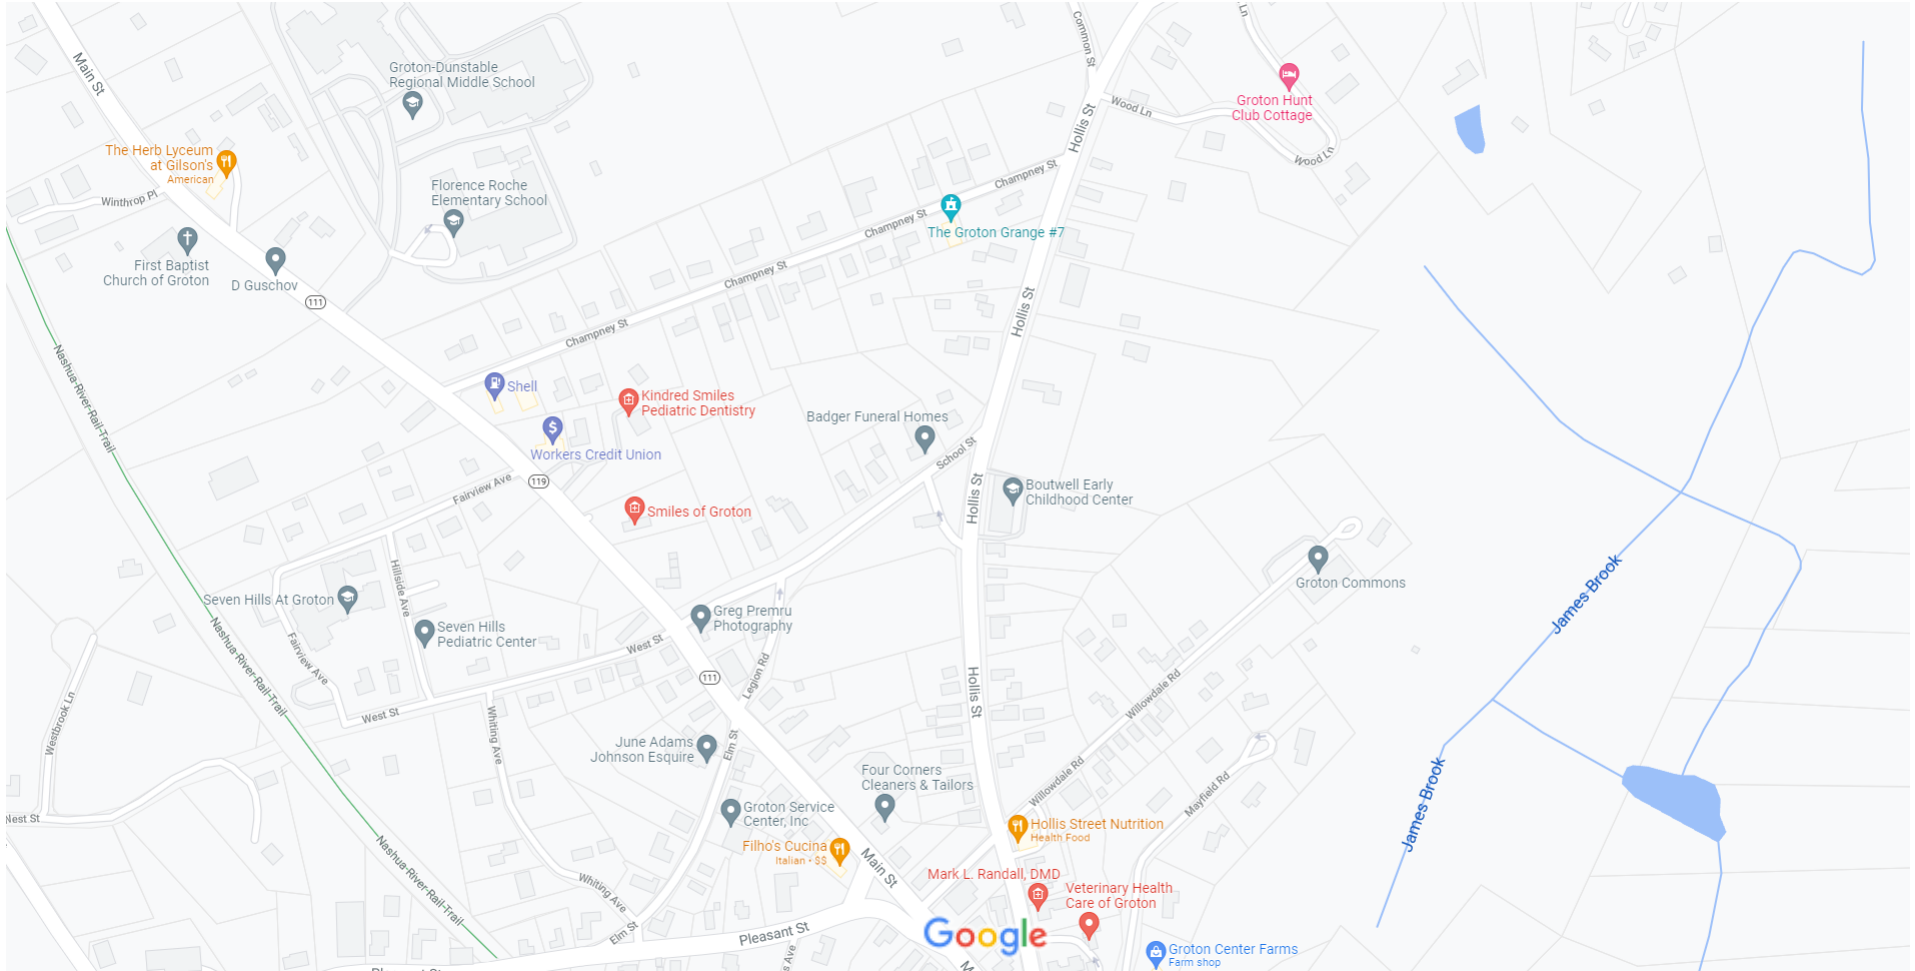 Main St
Groton-Dunstable
Regional Middle School
Common St
Ln
Groton Hunt
Club Cottage
Wood Ln
Wood Ln
Hollis St
The Herb Lyceum
at Gilson's
American
Winthrop Pl
Florence Roche
Elementary School
Champney St
Champney St
The Groton Grange #7
First Baptist
Church of Groton
D Guschov
111
Champney St
Champney St
Hollis St
Nashua-River-Rail-Trail
Shell
Kindred Smiles
Pediatric Dentistry
Badger Funeral Homes
Workers Credit Union
School St
Fairview Ave
119
Smiles of Groton
Hollis St
Boutwell Early
Childhood Center
Groton Commons
James Brook
Hillside Ave
Seven Hills At Groton
Seven Hills
Pediatric Center
Greg Premru
Photography
West St
Fairview Ave
Nashua-River-Rail-Trail
111
Legion Rd
Hollis St
Willowdale Rd
Westbrook Ln
West St
Whiting Ave
June Adams
Johnson Esquire
Elm St
Four Corners
Cleaners & Tailors
Willowdale Rd
Mayfield Rd
James Brook
Nest St
Groton Service
Center, Inc
Hollis Street Nutrition
Health Food
Filho's Cucina
Italian • $$
Main St
Mark L. Randall, DMD
Veterinary Health
Care of Groton
Nashua-River-Rail-Trail
Whiting Ave
Elm St
Pleasant St
Google
Groton Center Farms
Farm shop
s Ave
Pleasant St
M